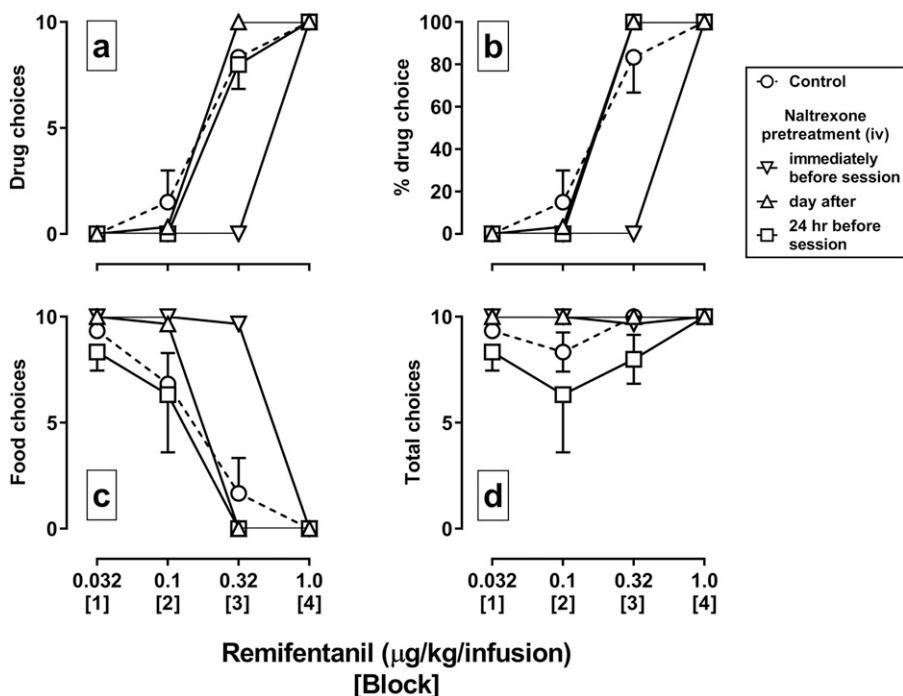 a
Drug choices
10
5
0
b
% drug choice
100
80
60
40
20
0
Control
Naltrexone
pretreatment (iv)
immediately
before session
day after
24 hr before
session
c
Food choices
10
5
0
0.032
[1]
0.1
[2]
0.32
[3]
1.0
[4]
d
Total choices
10
5
0
0.032
[1]
0.1
[2]
0.32
[3]
1.0
[4]
Remifentanil (μg/kg/infusion)
[Block]